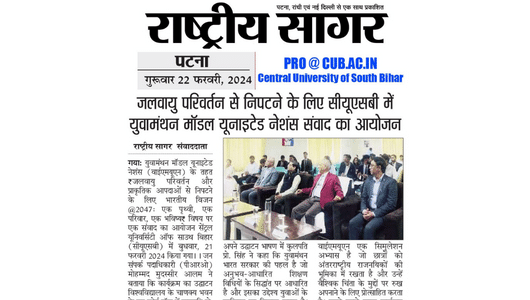 पटना, रांची एवं नई दिल्ली से एक साथ प्रकाशित
राष्ट्रीय सागर
पटना
गुरूवार 22 फरवरी, 2024
PRO @ CUB.AC.IN
Central University of South Bihar
जलवायु परिवर्तन से निपटने के लिए सीयूएसबी में
युवामंथन मॉडल यूनाइटेड नेशंस संवाद का आयोजन
राष्ट्रीय सागर संवाददाता
गया: युवामंथन मॉडल यूनाइटेड
नेशंस (वाईएमयूएन) के तहत
₹जलवायु परिवर्तन और
प्राकृतिक आपदाओं से निपटने
के लिए भारतीय विजन
@2047: एक पृथ्वी, एक
परिवार, एक भविष्य₹ विषय पर
एक संवाद का आयोजन सेंट्रल
यूनिवर्सिटी ऑफ साउथ बिहार
(सीयूएसबी) में बुधवार, 21
फरवरी 2024 किया गया। जन
संपर्क पदाधिकारी (पीआरओ)
मोहम्मद मुदस्सीर आलम ने
बताया कि कार्यक्रम का उद्घाटन
विश्वविद्यालय के चाणक्य भवन
अपने उद्घाटन भाषण में कुलपति
प्रो. सिंह ने कहा कि युवामंथन
भारत सरकार की पहल है जो
अनुभव-आधारित शिक्षण
विधियों के सिद्धांत पर आधारित
है और इसका उद्देश्य युवाओं के
वाईएमयूएन एक सिमुलेशन
अभ्यास है जो छात्रों को
अंतरराष्ट्रीय राजनयिकों की
भूमिका में रखता है और उन्हें
वैश्विक चिंता के मुद्दों पर रुख
अपनाने के लिए प्रोत्साहित करता